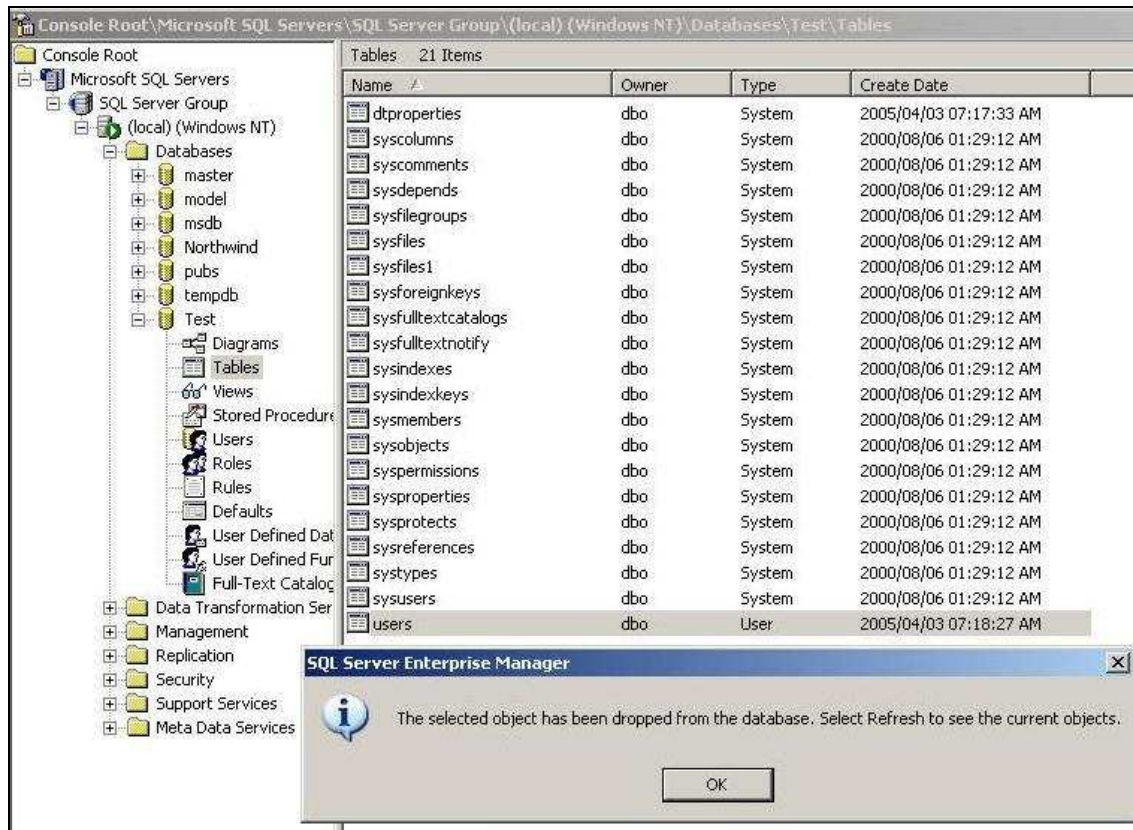 Console Root\Microsoft SQL Servers\SQL Server Group\(local) (Windows NT)\Databases\Test\Tables
Console Root
Microsoft SQL Servers
SQL Server Group
(local) (Windows NT)
Databases
master
model
msdb
Northwind
pubs
tempdb
Test
Diagrams
Tables
Views
Stored Procedure
Users
Roles
Rules
Defaults
User Defined Dat
User Defined Fur
Full-Text Catalog
Data Transformation Ser
Management
Replication
Security
Support Services
Meta Data Services
Tables 21 Items
Name Owner Type Create Date
dtproperties dbo System 2005/04/03 07:17:33 AM
syscolumns dbo System 2000/08/06 01:29:12 AM
syscomments dbo System 2000/08/06 01:29:12 AM
sysdepends dbo System 2000/08/06 01:29:12 AM
sysfilegroups dbo System 2000/08/06 01:29:12 AM
sysfiles dbo System 2000/08/06 01:29:12 AM
sysfiles1 dbo System 2000/08/06 01:29:12 AM
sysforeignkeys dbo System 2000/08/06 01:29:12 AM
sysfulltextcatalogs dbo System 2000/08/06 01:29:12 AM
sysfulltextnotify dbo System 2000/08/06 01:29:12 AM
sysindexes dbo System 2000/08/06 01:29:12 AM
sysindexkeys dbo System 2000/08/06 01:29:12 AM
sysmembers dbo System 2000/08/06 01:29:12 AM
sysobjects dbo System 2000/08/06 01:29:12 AM
syspermissions dbo System 2000/08/06 01:29:12 AM
sysproperties dbo System 2000/08/06 01:29:12 AM
sysprotects dbo System 2000/08/06 01:29:12 AM
sysreferences dbo System 2000/08/06 01:29:12 AM
systypes dbo System 2000/08/06 01:29:12 AM
sysusers dbo System 2000/08/06 01:29:12 AM
users dbo User 2005/04/03 07:18:27 AM
SQL Server Enterprise Manager
The selected object has been dropped from the database. Select Refresh to see the current objects.
OK